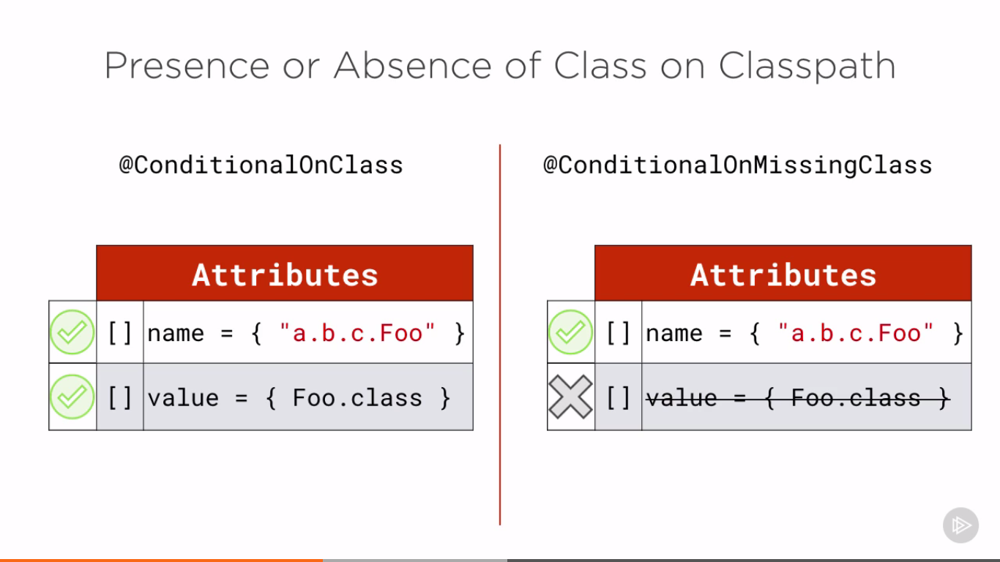 Presence or Absence of Class on Classpath
@ConditionalOnClass
Attributes
[] name = { "a.b.c.Foo" }
[] value = { Foo.class }
@ConditionalOnMissingClass
Attributes
[] name = { "a.b.c.Foo" }
[] value = { Foo.class }